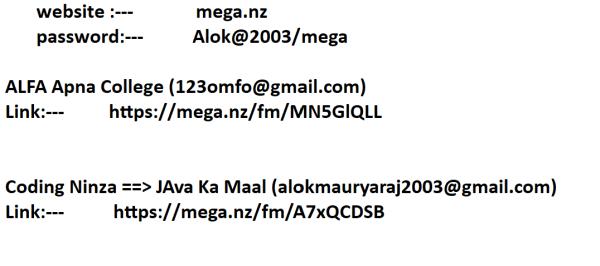 website :--- mega.nz
password:--- Alok@2003/mega
ALFA Apna College (123omfo@gmail.com)
Link:--- https://mega.nz/fm/MN5GlQLL
Coding Ninza ==> JAva Ka Maal (alokmauryaraj2003@gmail.com)
Link:--- https://mega.nz/fm/A7xQCDSB